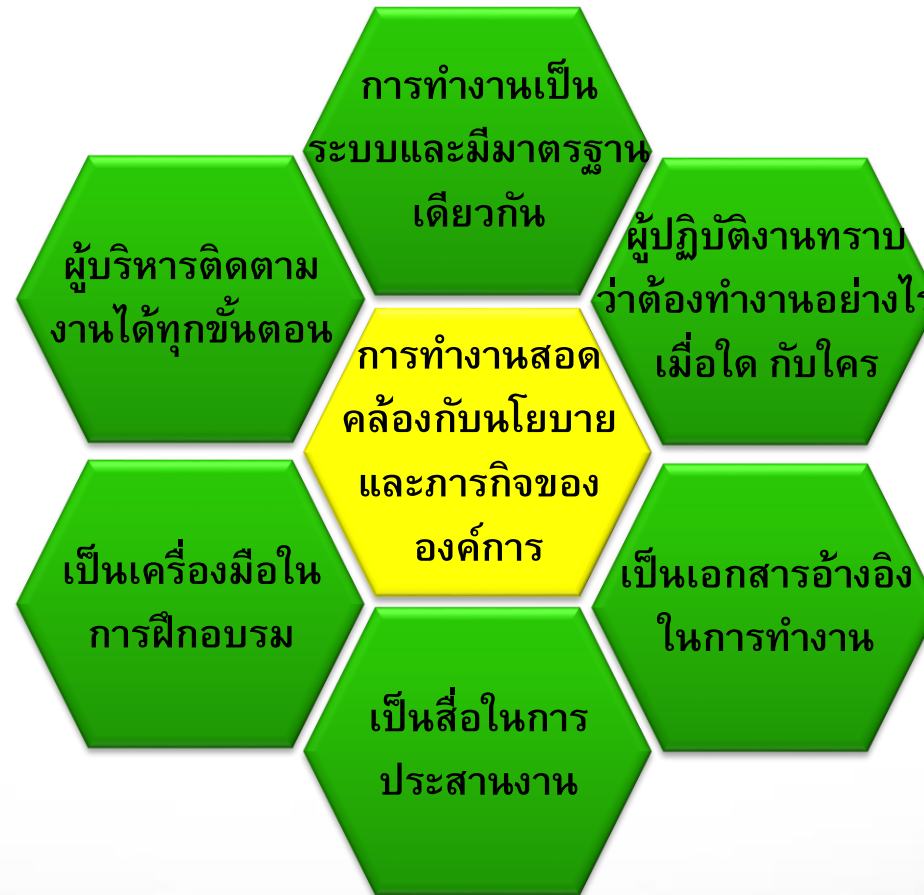 การทำงานเป็น
ระบบและมีมาตรฐาน
เดียวกัน
ผู้บริหารติดตาม
งานได้ทุกขั้นตอน
ผู้ปฏิบัติงานทราบ
ว่าต้องทำงานอย่างไร
เมื่อใด กับใคร
การทำงานสอด
คล้องกับนโยบาย
และภารกิจของ
องค์การ
เป็นเครื่องมือใน
การฝึกอบรม
เป็นเอกสารอ้างอิง
ในการทำงาน
เป็นสื่อในการ
ประสานงาน